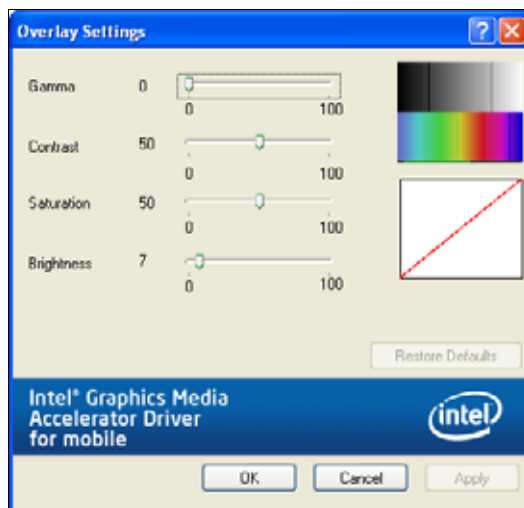 Overlay Settings
Gamma 0
0 100
Contrast 50
0 100
Saturation 50
0 100
Brightness 7
0 100
Restore Defaults
Intel® Graphics Media
Accelerator Driver
for mobile
intel
OK Cancel Apply